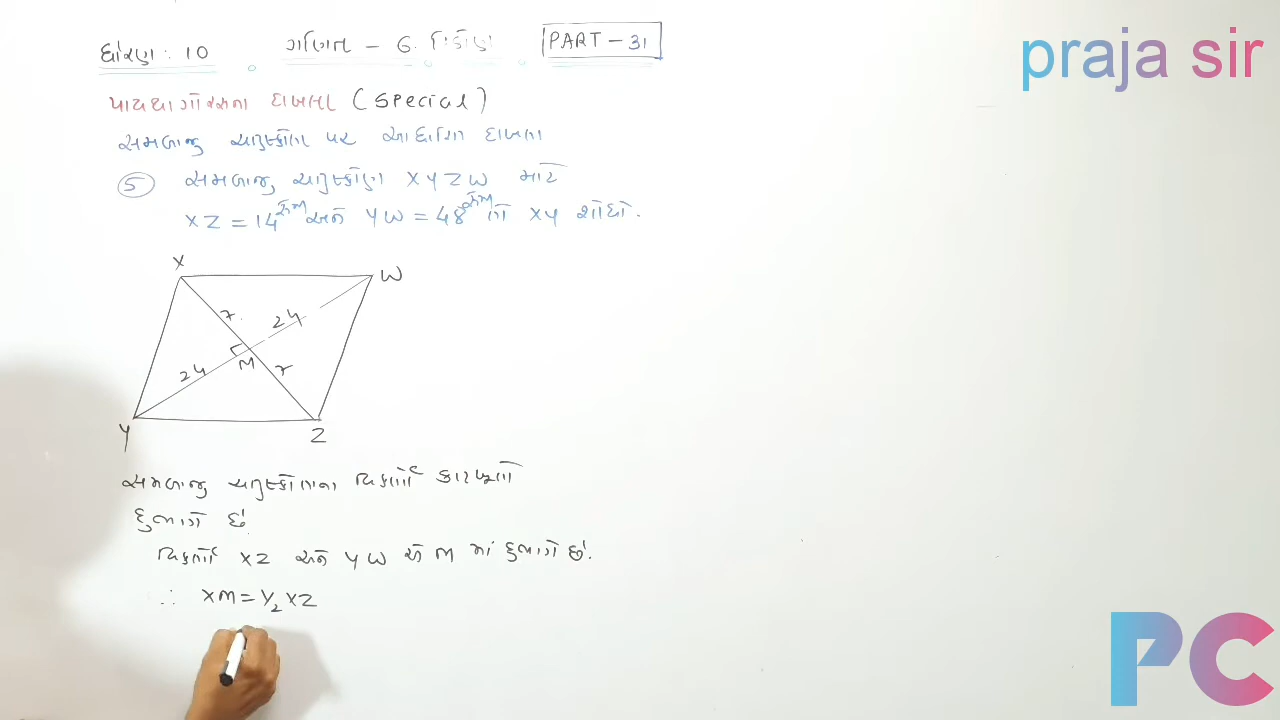 ધોરણ : 10 ગણિત - 6. ત્રિકોણ PART - 31
praja sir
પાયથાગોરસના દાખલા (Special)
સમબાજુ ચતુષ્કોણ પર આધારિત દાખલા
5 સમબાજુ ચતુષ્કોણ XYZW માટે
XZ = 14 સેમી અને YW = 48 સેમી તો XY શોધો.
X
W
7
24
24
M
7
Y
Z
સમબાજુ ચતુષ્કોણના વિકર્ણો કાટખૂણે
દુભાગે છે.
વિકર્ણો XZ અને YW એ M માં દુભાગે છે.
∴ XM = 1/2 XZ
PC